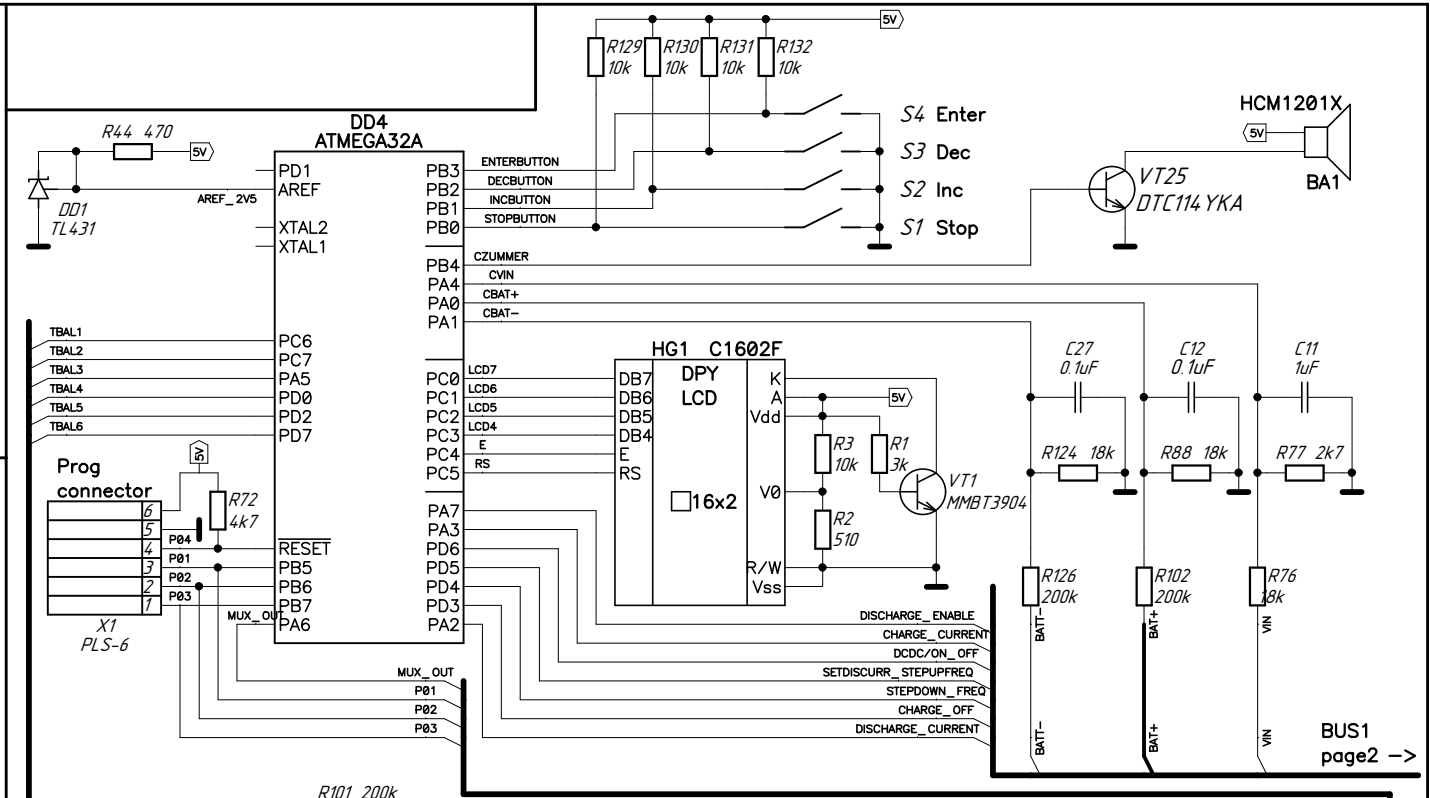 5V
R129 10k
R130 10k
R131 10k
R132 10k
HCM1201X
5V
BA1
R44 470
5V
DD4
ATMEGA32A
S4 Enter
S3 Dec
S2 Inc
S1 Stop
VT25
DTC114YKA
DD1
TL431
AREF_2V5
PD1
AREF
XTAL2
XTAL1
PB3
PB2
PB1
PB0
ENTERBUTTON
DECBUTTON
INCBUTTON
STOPBUTTON
PB4
PA4
PA0
PA1
CZUMMER
CVIN
CBAT+
CBAT-
TBAL1
TBAL2
TBAL3
TBAL4
TBAL5
TBAL6
PC6
PC7
PA5
PD0
PD2
PD7
PC0
PC1
PC2
PC3
PC4
PC5
LCD7
LCD6
LCD5
LCD4
E
RS
HG1 C1602F
DPY
LCD
DB7
DB6
DB5
DB4
E
RS
16x2
K
A
Vdd
V0
R/W
Vss
5V
R3
10k
R1
3k
R2
510
VT1
MMBT3904
C27
0.1uF
C12
0.1uF
C11
1uF
R124 18k
R88 18k
R77 2k7
Prog
connector
5V
R72
4k7
6
5
4
3
2
1
P04
P01
P02
P03
X1
PLS-6
RESET
PB5
PB6
PB7
PA6
MUX_OUT
PA7
PA3
PD6
PD5
PD4
PD3
PA2
R126
200k
R102
200k
R76
18k
BATT-
BAT+
VIN
DISCHARGE_ENABLE
CHARGE_CURRENT
DCDC/ON_OFF
SETDISCURR_STEPUPFREQ
STEPDOWN_FREQ
CHARGE_OFF
DISCHARGE_CURRENT
MUX_OUT
P01
P02
P03
BATT-
BAT+
VIN
BUS1
page2 ->
R101 200k